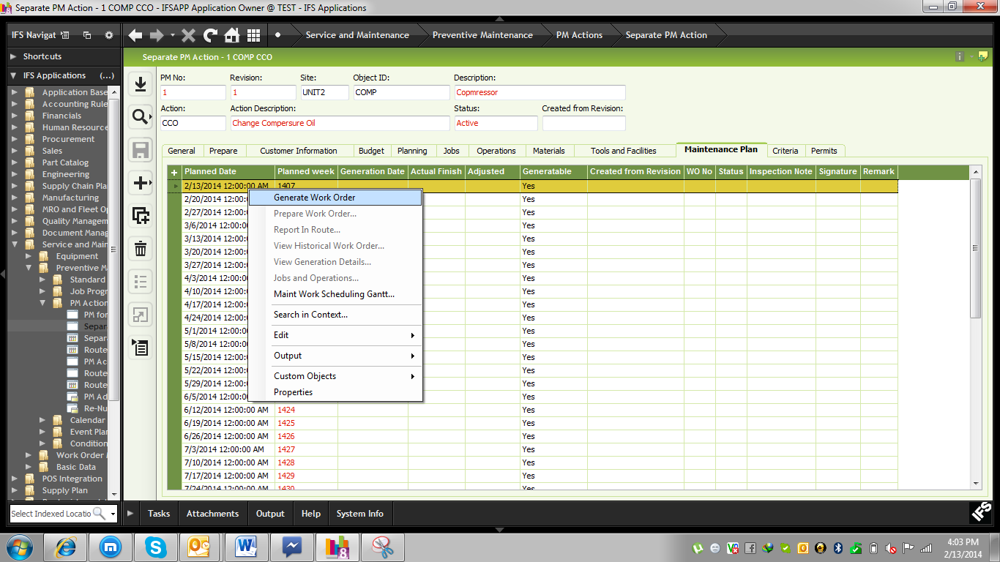 Separate PM Action - 1 COMP CCO - IFSAPP Application Owner @ TEST - IFS Applications
IFS Navigat
Service and Maintenance
Preventive Maintenance
PM Actions
Separate PM Action
Shortcuts
Separate PM Action - 1 COMP CCO
IFS Applications (...)
PM No: Revision: Site: Object ID: Description:
1 1 UNIT2 COMP Copmressor
Action: Action Description: Status: Created from Revision:
CCO Change Compersure Oil Active
Application Base
Accounting Rule
Financials
Human Resource
Procurement
Sales
Part Catalog
Engineering
Supply Chain Pla
Manufacturing
MRO and Fleet Op
Quality Managem
Document Manag
Service and Mair
Equipment
Preventive M
Standard
Job Progr
PM Action
PM for
Separ
Separ
Route
PM Ac
Route
Route
PM Ad
Re-Nu
Calendar
Event Plar
Condition
Work Order M
Basic Data
POS Integration
Supply Plan
General Prepare Customer Information Budget Planning Jobs Operations Materials Tools and Facilities Maintenance Plan Criteria Permits
Planned Date Planned week Generation Date Actual Finish Adjusted Generatable Created from Revision WO No Status Inspection Note Signature Remark
2/13/2014 12:00:00 AM 1407 Yes
2/20/2014 12:00:0 Yes
2/27/2014 12:00:0 Yes
3/6/2014 12:00:00 Yes
3/13/2014 12:00:0 Yes
3/20/2014 12:00:0 Yes
3/27/2014 12:00:0 Yes
4/3/2014 12:00:00 Yes
4/10/2014 12:00:0 Yes
4/17/2014 12:00:0 Yes
4/24/2014 12:00:0 Yes
5/1/2014 12:00:00 Yes
5/8/2014 12:00:00 Yes
5/15/2014 12:00:0 Yes
5/22/2014 12:00:0 Yes
5/29/2014 12:00:0 Yes
6/5/2014 12:00:00 Yes
6/12/2014 12:00:00 AM 1424 Yes
6/19/2014 12:00:00 AM 1425 Yes
6/26/2014 12:00:00 AM 1426 Yes
7/3/2014 12:00:00 AM 1427 Yes
7/10/2014 12:00:00 AM 1428 Yes
7/17/2014 12:00:00 AM 1429 Yes
7/24/2014 12:00:00 AM 1430 Yes
Generate Work Order
Prepare Work Order...
Report In Route...
View Historical Work Order...
View Generation Details...
Jobs and Operations...
Maint Work Scheduling Gantt...
Search in Context...
Edit
Output
Custom Objects
Properties
Select Indexed Locatio
Tasks Attachments Output Help System Info
IFS
8
4:03 PM
2/13/2014